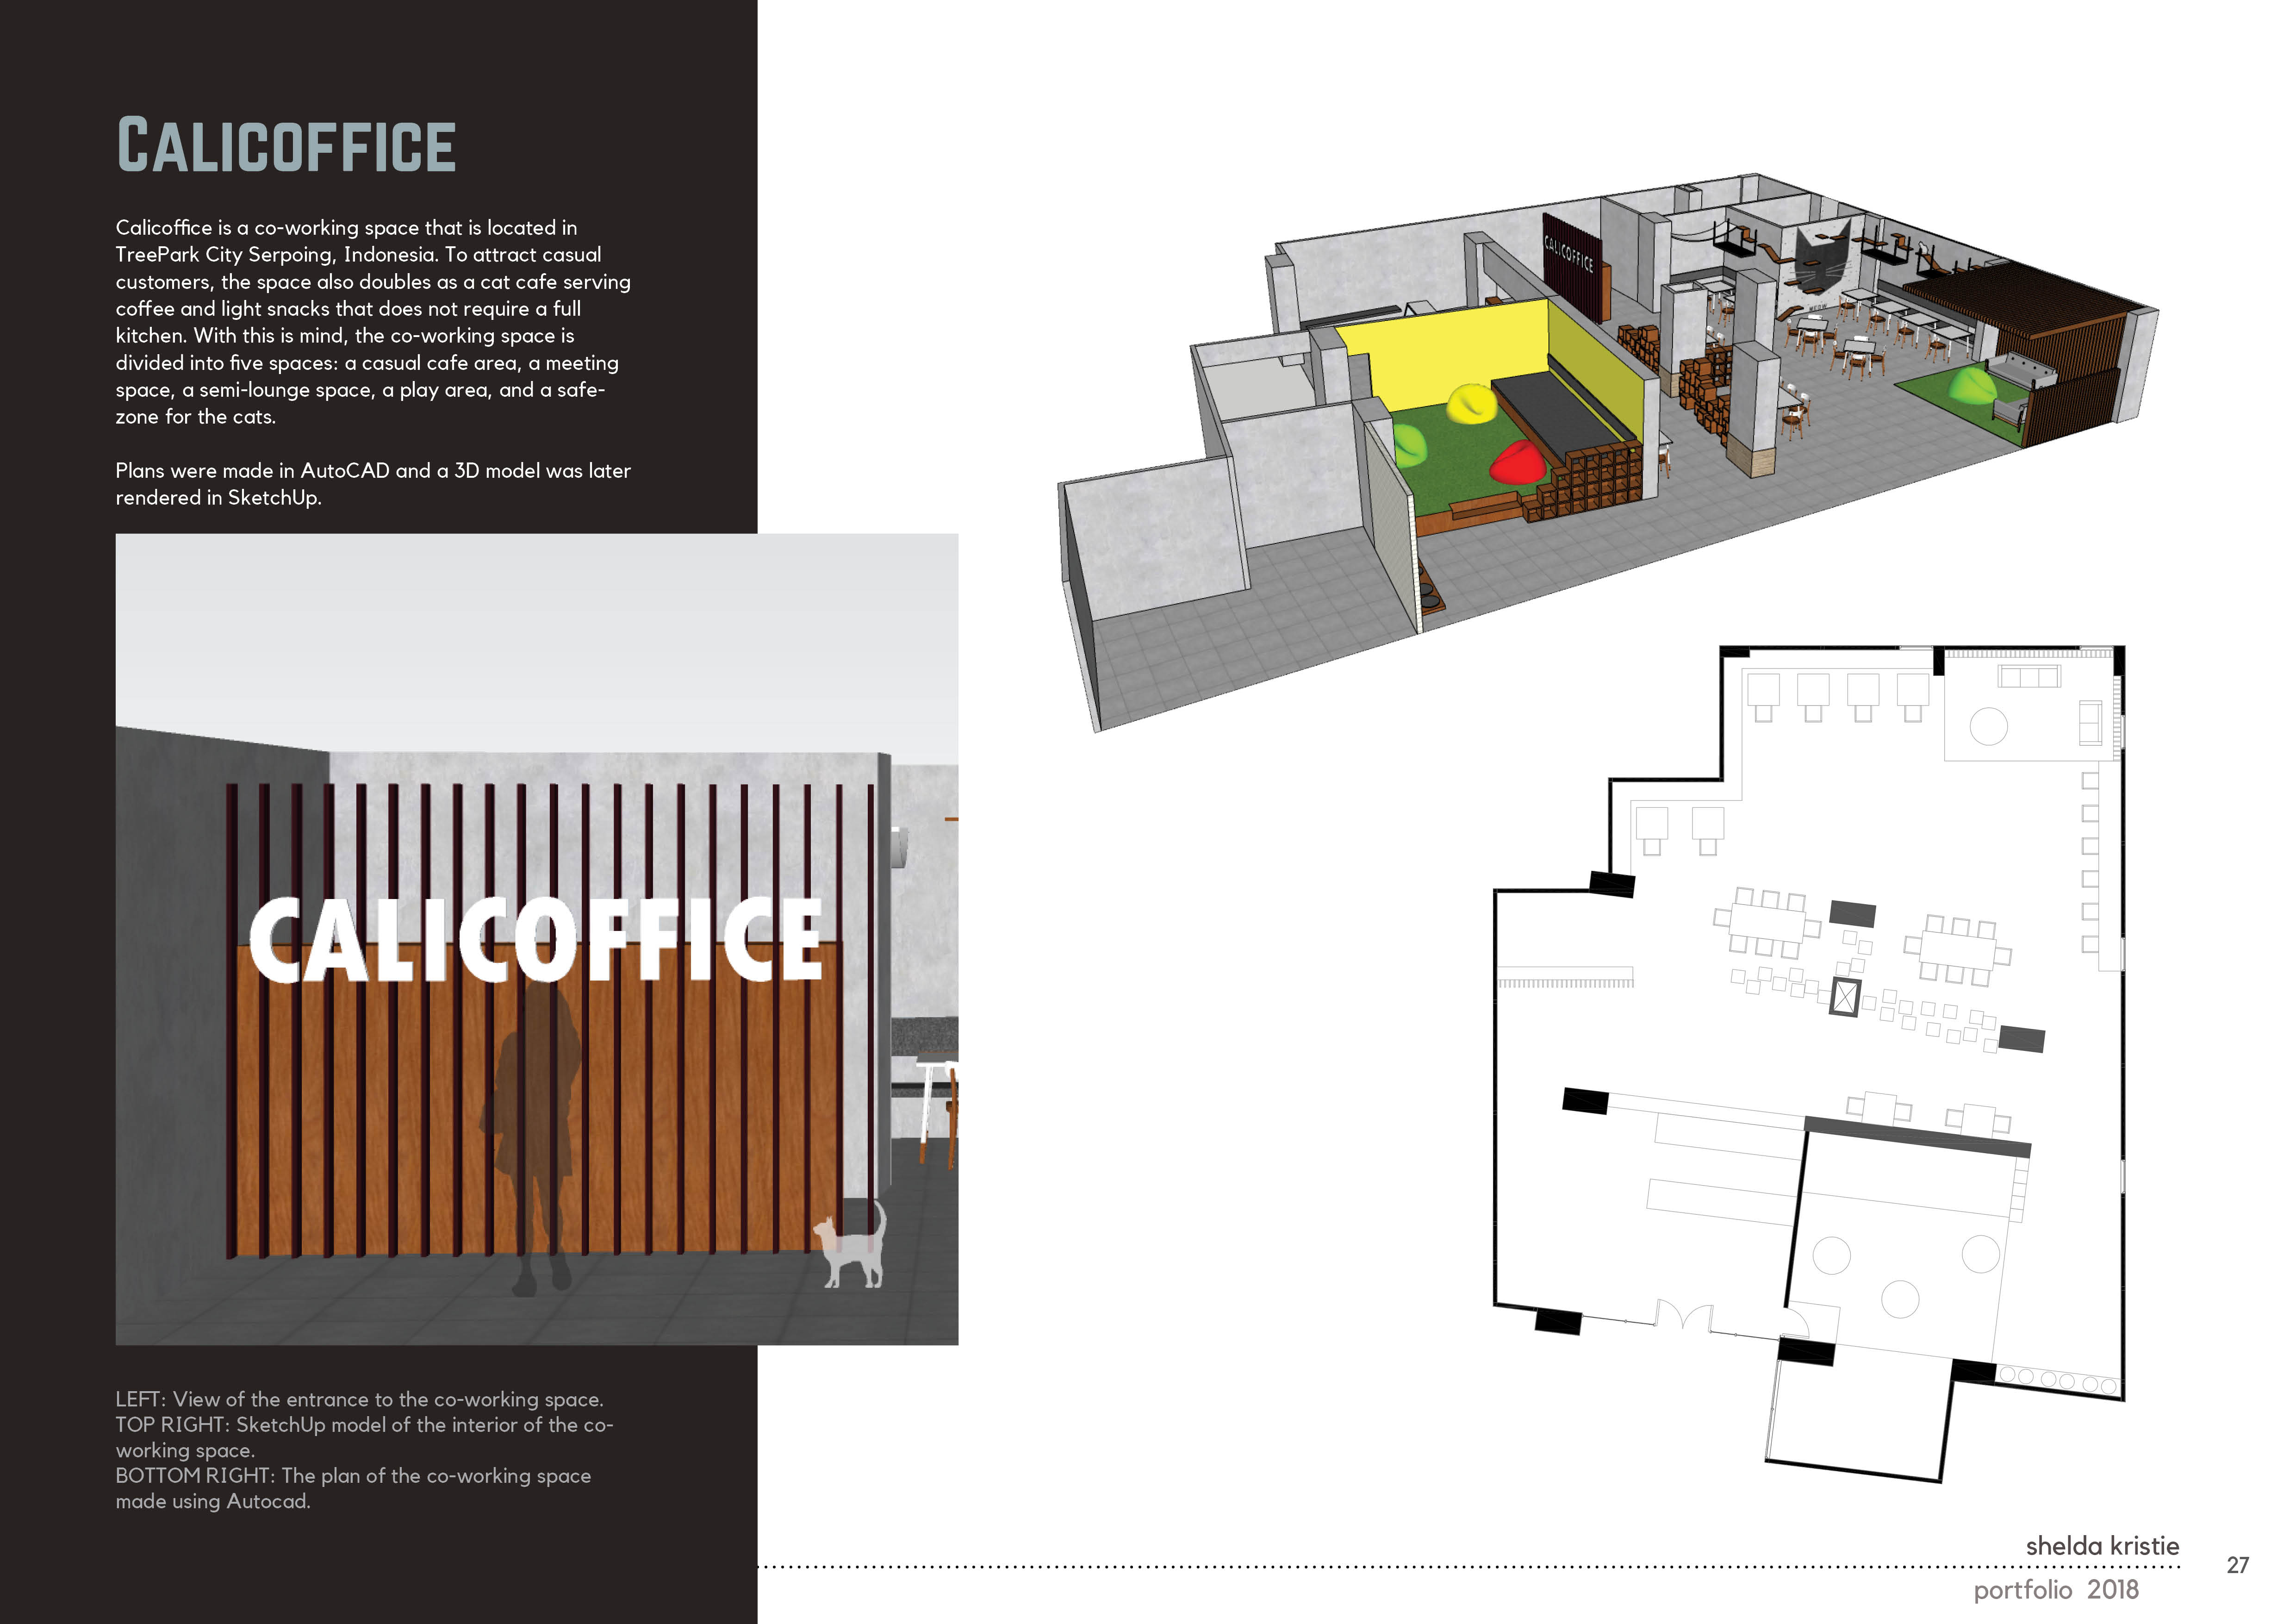 CALICOFFICE
Calicoffice is a co-working space that is located in
TreePark City Serpoing, Indonesia. To attract casual
customers, the space also doubles as a cat cafe serving
coffee and light snacks that does not require a full
kitchen. With this is mind, the co-working space is
divided into five spaces: a casual cafe area, a meeting
space, a semi-lounge space, a play area, and a safe-
zone for the cats.
Plans were made in AutoCAD and a 3D model was later
rendered in SketchUp.
CALICOFFICE
CALICOFFICE
LEFT: View of the entrance to the co-working space.
TOP RIGHT: SketchUp model of the interior of the co-
working space.
BOTTOM RIGHT: The plan of the co-working space
made using Autocad.
shelda kristie
27
portfolio 2018